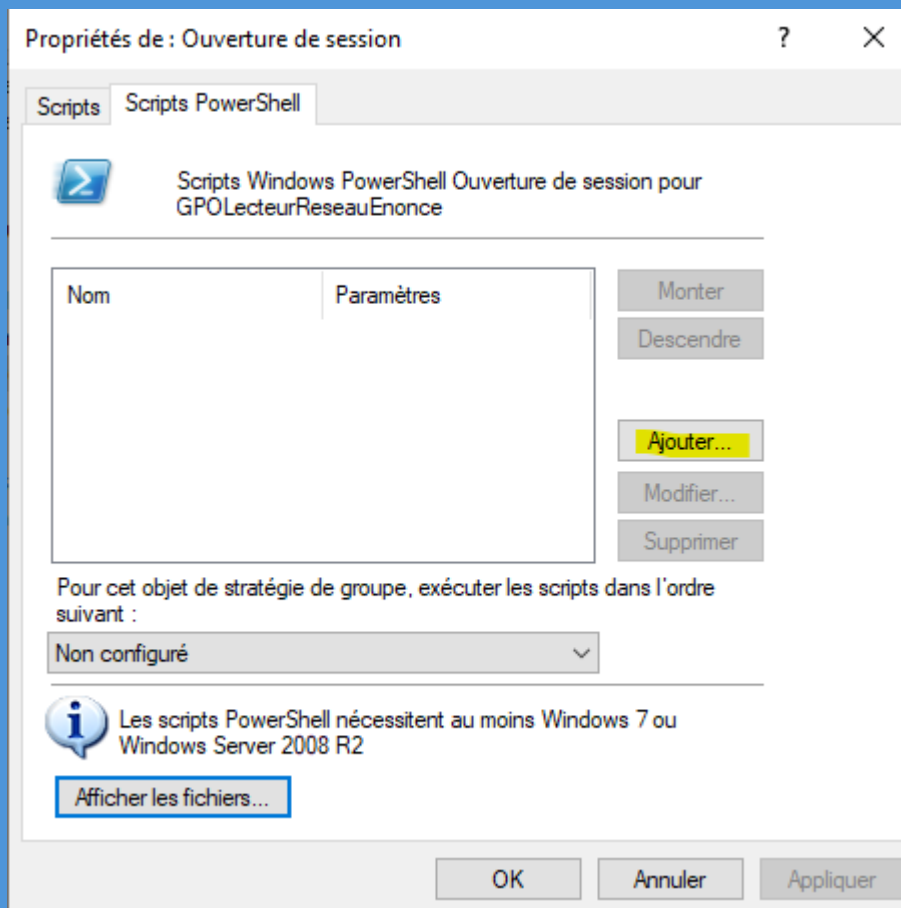 Propriétés de : Ouverture de session
?
Scripts
Scripts PowerShell
Scripts Windows PowerShell Ouverture de session pour
GPOLecteurReseauEnonce
Nom
Paramètres
Monter
Descendre
Ajouter...
Modifier...
Supprimer
Pour cet objet de stratégie de groupe, exécuter les scripts dans l'ordre
suivant :
Non configuré
Les scripts PowerShell nécessitent au moins Windows 7 ou
Windows Server 2008 R2
Afficher les fichiers...
OK
Annuler
Appliquer